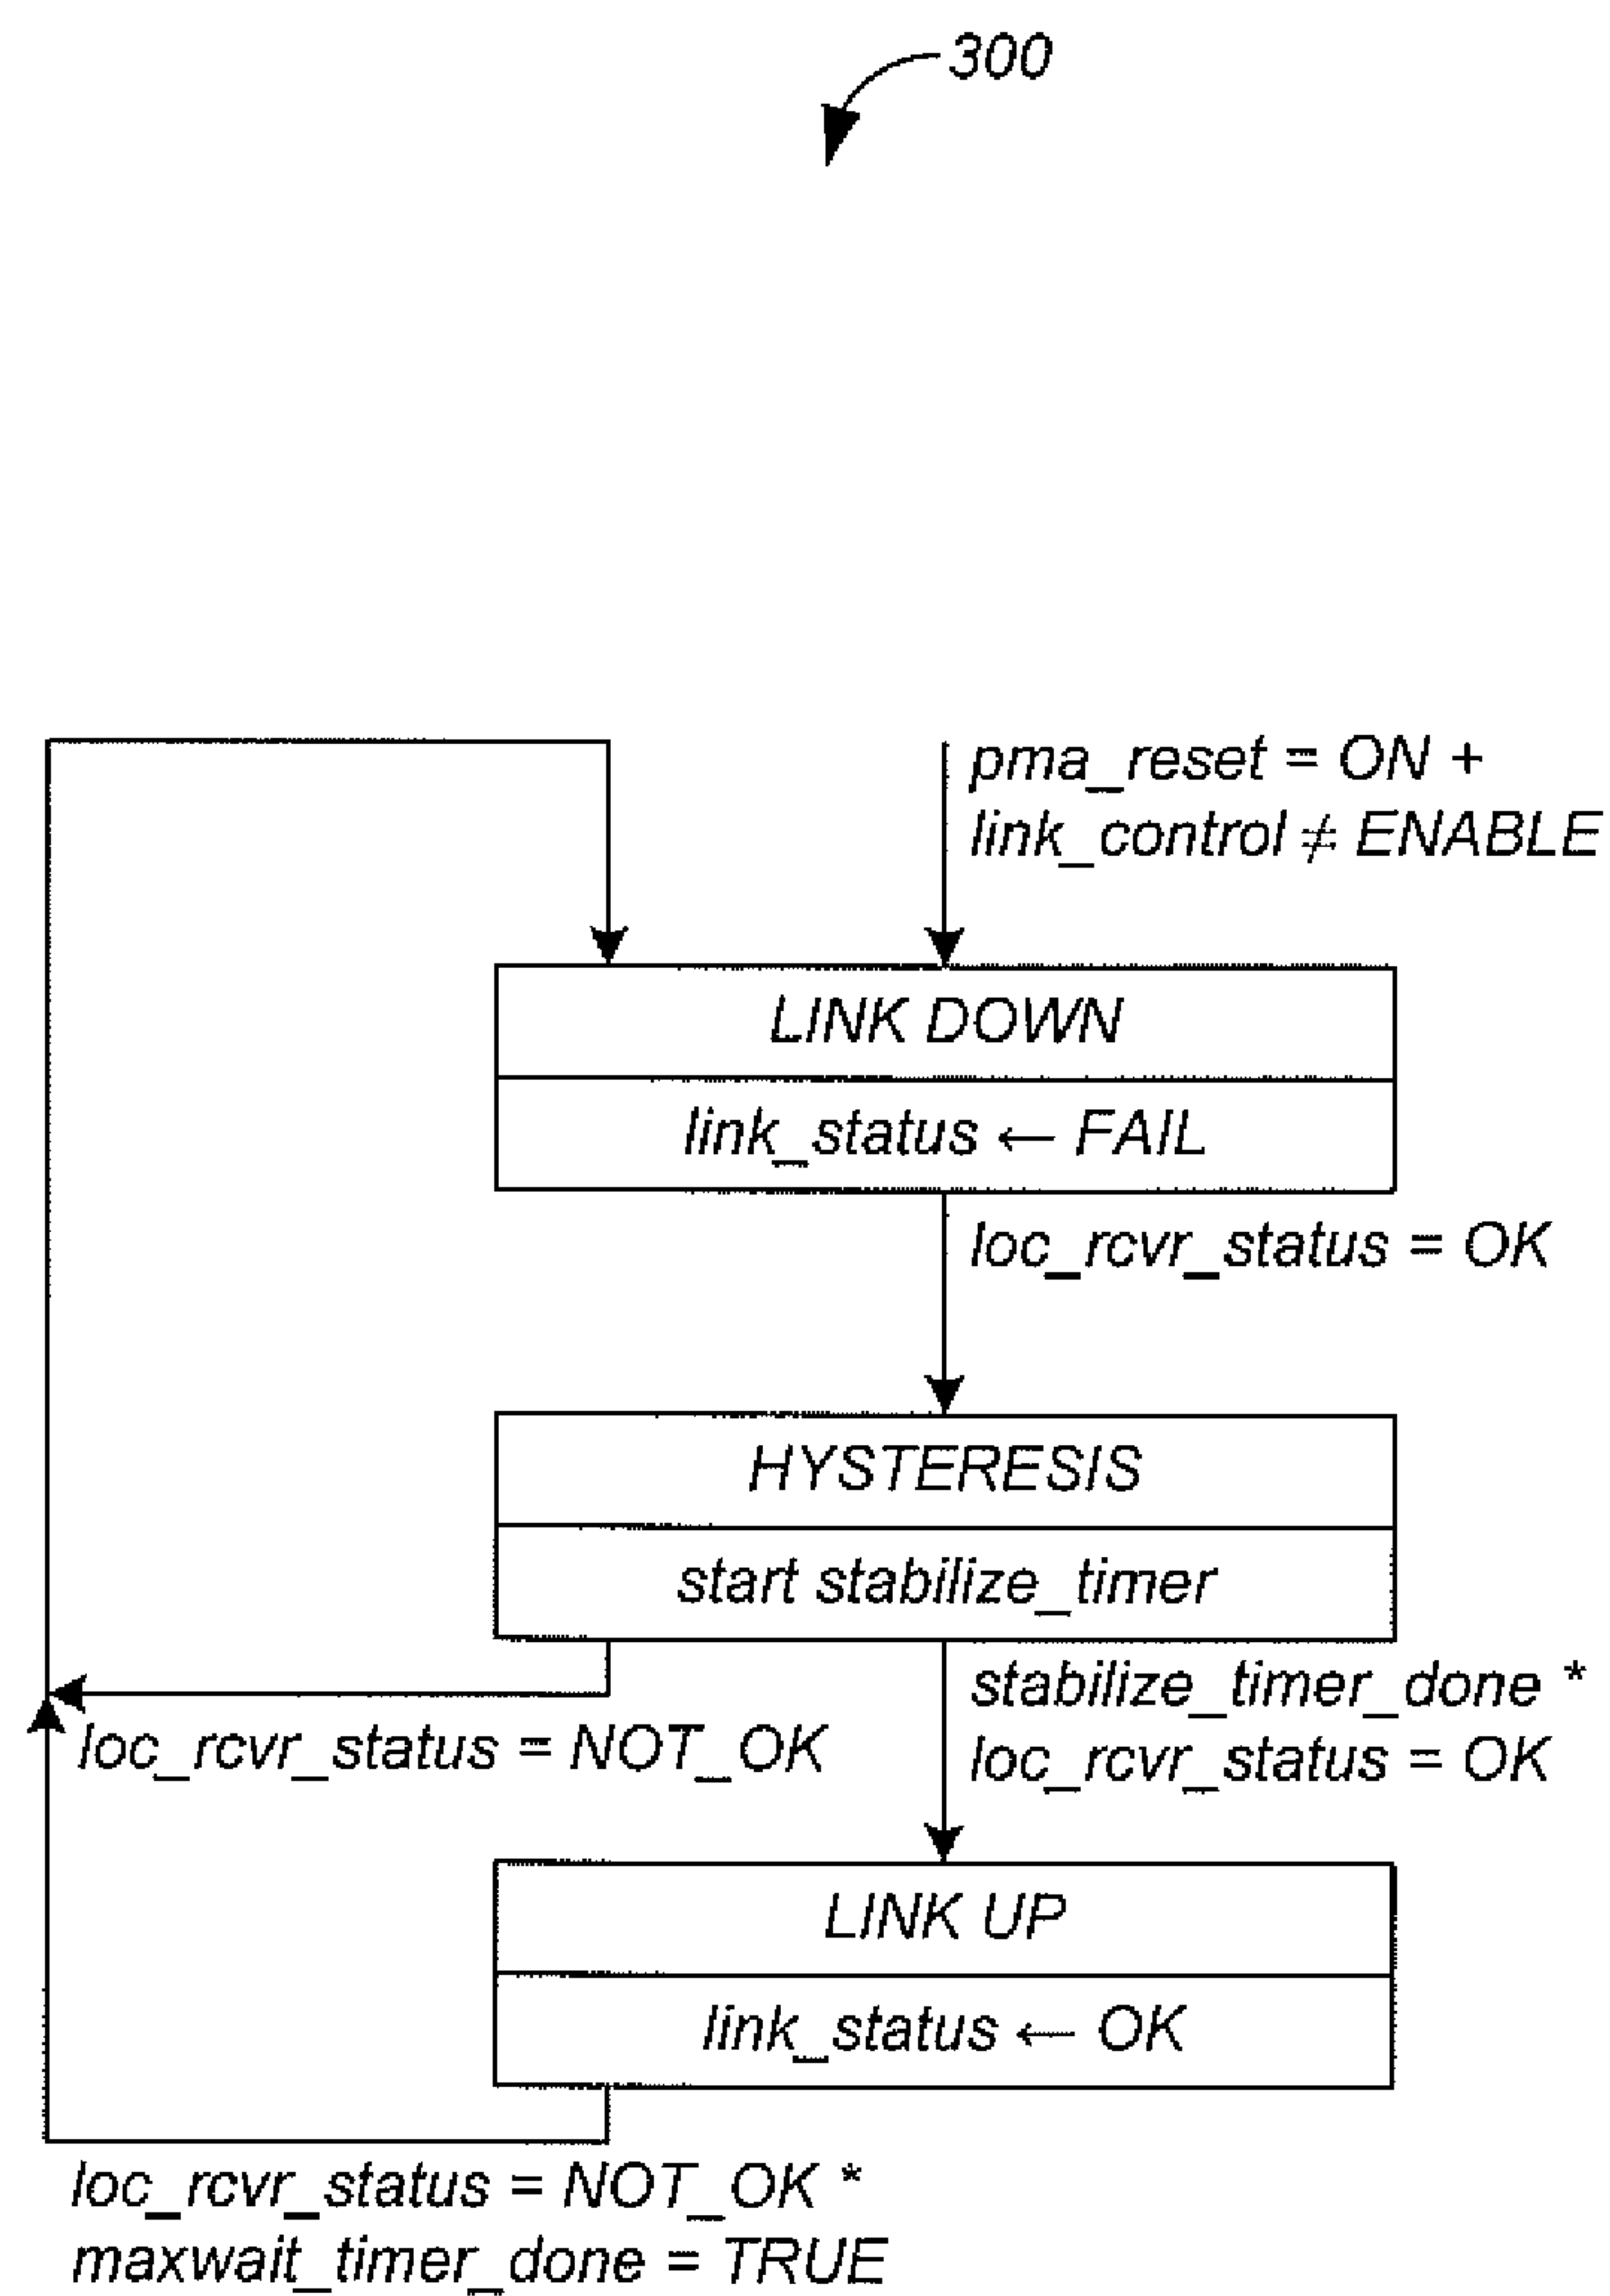 300
pma_reset = ON +
link_control ≠ ENABLE
LINK DOWN
link_status ← FAIL
loc_rcvr_status = OK
HYSTERESIS
start stabilize_timer
stabilize_timer_done *
loc_rcvr_status = OK
loc_rcvr_status = NOT_OK
LINK UP
link_status ← OK
loc_rcvr_status = NOT_OK *
maxwait_timer_done = TRUE